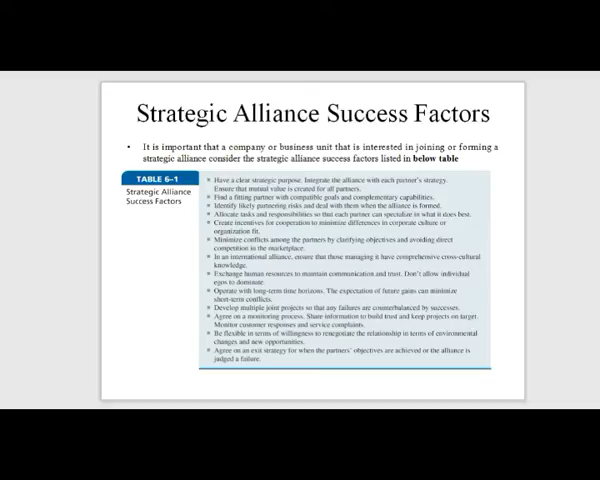 Strategic Alliance Success Factors
• It is important that a company or business unit that is interested in joining or forming a
strategic alliance consider the strategic alliance success factors listed in below table
TABLE 6–1
Strategic Alliance
Success Factors
Have a clear strategic purpose. Integrate the alliance with each partner's strategy.
Ensure that mutual value is created for all partners.
Find a fitting partner with compatible goals and complementary capabilities.
Identify likely partnering risks and deal with them when the alliance is formed.
Allocate tasks and responsibilities so that each partner can specialize in what it does best.
Create incentives for cooperation to minimize differences in corporate culture or
organization fit.
Minimize conflicts among the partners by clarifying objectives and avoiding direct
competition in the marketplace.
In an international alliance, ensure that those managing it have comprehensive cross-cultural
knowledge.
Exchange human resources to maintain communication and trust. Don't allow individual
egos to dominate
Operate with long-term time horizons. The expectation of future gains can minimize
short-term conflicts.
Develop multiple joint projects so that any failures are counterbalanced by successes.
Agree on a monitoring process. Share information to build trust and keep projects on target.
Monitor customer responses and service complaints.
Be flexible in terms of willingness to renegotiate the relationship in terms of environmental
changes and new opportunities.
Agree on an exit strategy for when the partners' objectives are achieved or the alliance is
judged a failure.